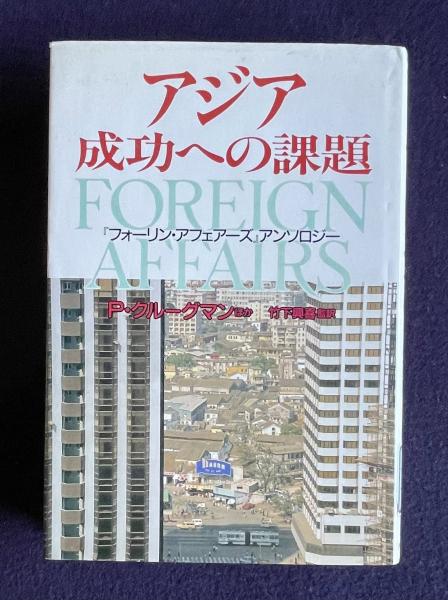 アジア
成功への課題
FOREIGN
『フォーリン・アフェアーズ』アンソロジー
AFFAIRS
P・クルーグマンほか 竹下興喜監訳